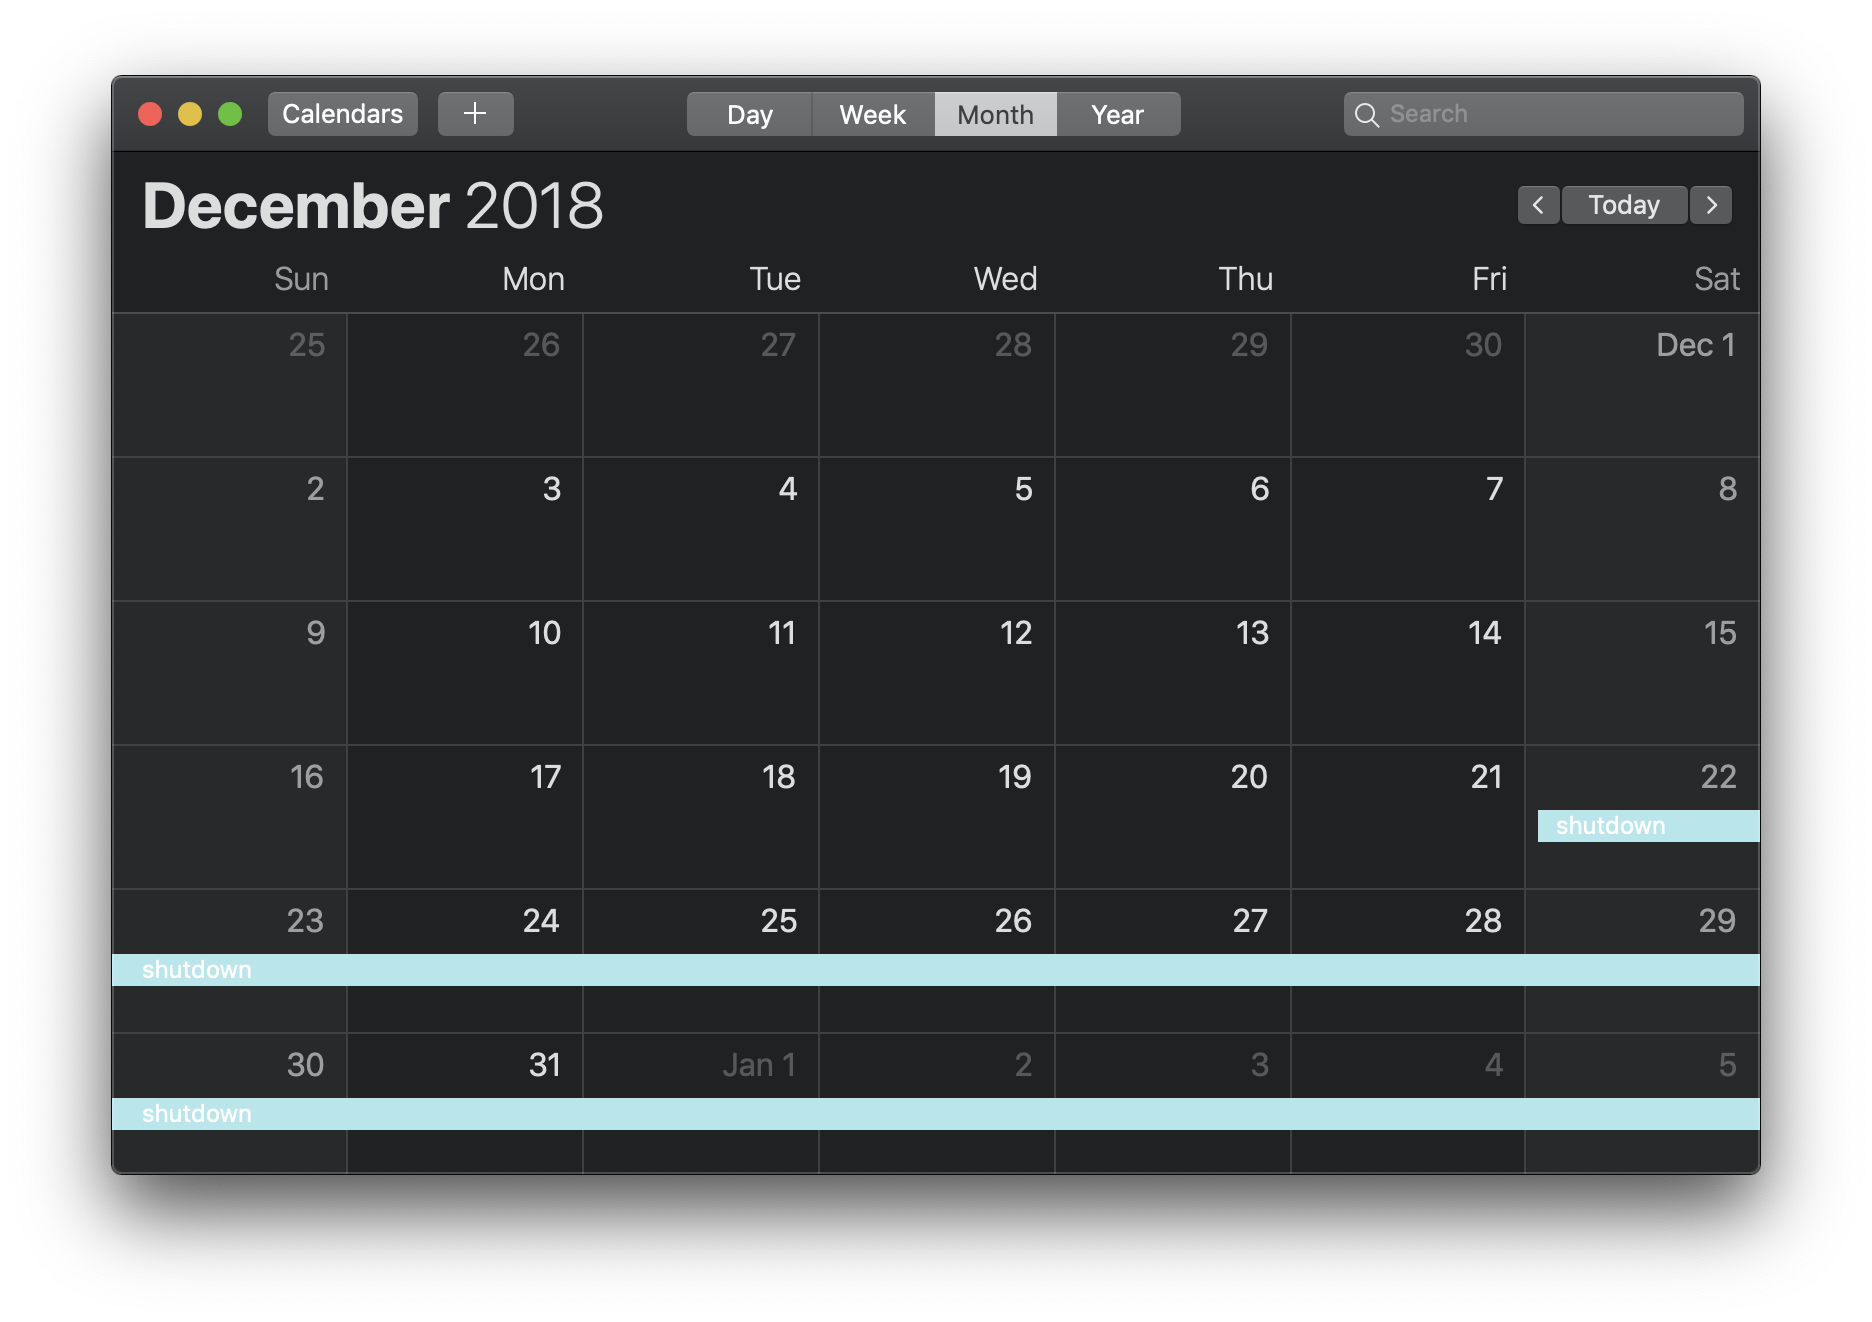 Calendars + Day Week Month Year Search
December 2018 < Today >
Sun Mon Tue Wed Thu Fri Sat
25 26 27 28 29 30 Dec 1
2 3 4 5 6 7 8
9 10 11 12 13 14 15
16 17 18 19 20 21 22
shutdown
23 24 25 26 27 28 29
shutdown
30 31 Jan 1 2 3 4 5
shutdown